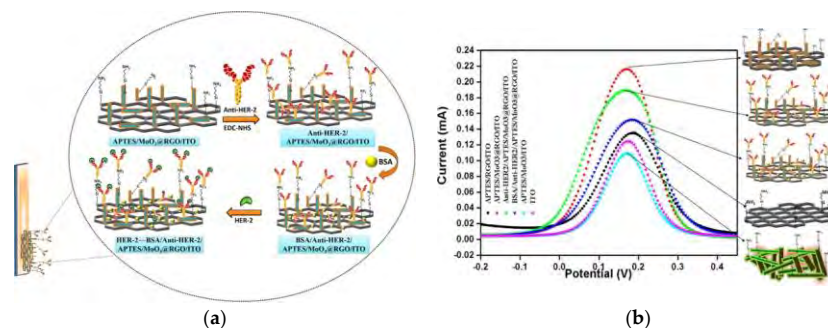 Anti-HER-2
EDC-NHS
APTES/MoO3@RGO/ITO
Anti-HER-2/
APTES/MoO3@RGO/ITO
BSA
HER-2
HER-2—BSA/Anti-HER-2/
APTES/MoO3@RGO/ITO
BSA/Anti-HER-2/
APTES/MoO3@RGO/ITO
(a)
0.24
0.22
0.20
0.18
0.16
0.14
0.12
0.10
0.08
0.06
0.04
0.02
0.00
-0.02
Current (mA)
APTES/RGO/ITO
APTES/MoO3@RGO/ITO
Anti-HER2/APTES/MoO3@RGO/ITO
BSA/Anti-HER2/APTES/MoO3@RGO/ITO
APTES/MoO3/ITO
ITO
-0.2
-0.1
0.0
0.1
0.2
0.3
0.4
Potential (V)
(b)